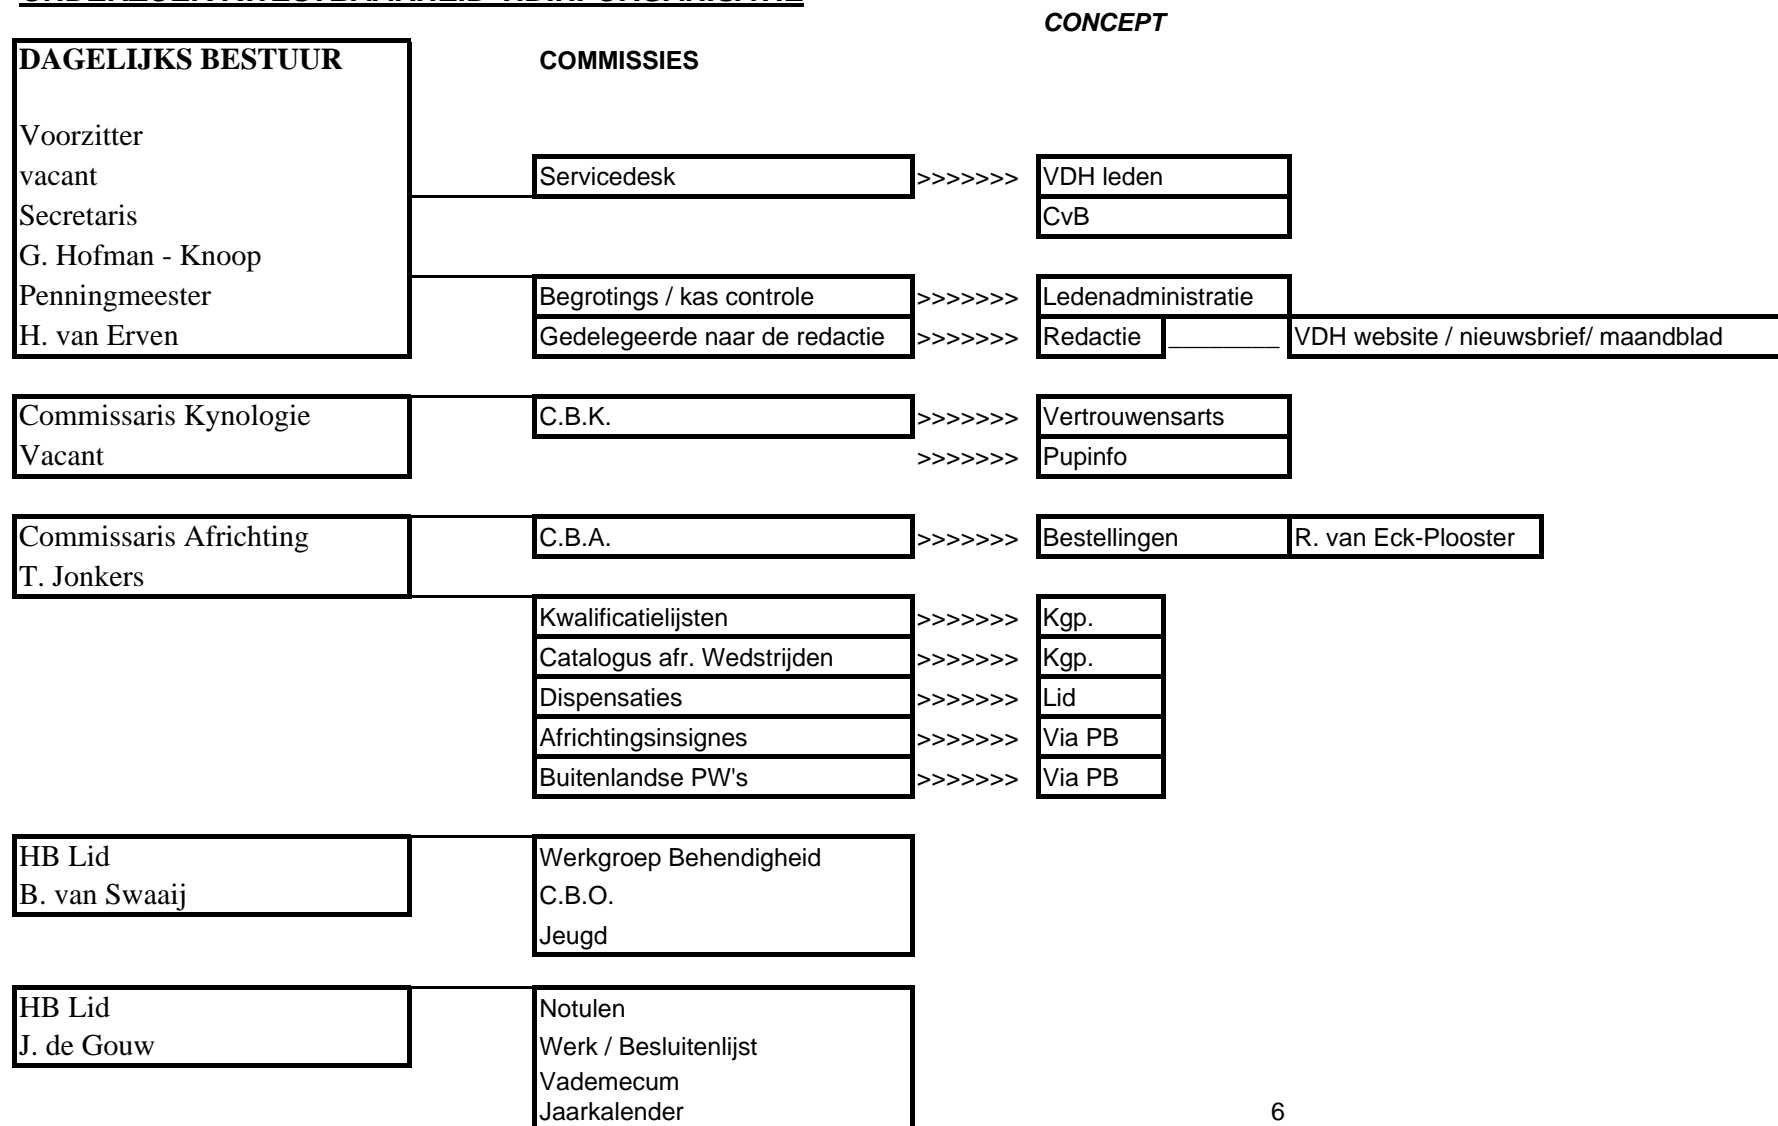 CONCEPT
DAGELIJKS BESTUUR COMMISSIES
Voorzitter
vacant Servicedesk >>>>>>> VDH leden
Secretaris CvB
G. Hofman - Knoop
Penningmeester Begrotings / kas controle >>>>>>> Ledenadministratie
H. van Erven Gedelegeerde naar de redactie >>>>>>> Redactie ________ VDH website / nieuwsbrief/ maandblad
Commissaris Kynologie C.B.K. >>>>>>> Vertrouwensarts
Vacant >>>>>>> Pupinfo
Commissaris Africhting C.B.A. >>>>>>> Bestellingen R. van Eck-Plooster
T. Jonkers
Kwalificatielijsten >>>>>>> Kgp.
Catalogus afr. Wedstrijden >>>>>>> Kgp.
Dispensaties >>>>>>> Lid
Africhtingsinsignes >>>>>>> Via PB
Buitenlandse PW's >>>>>>> Via PB
HB Lid Werkgroep Behendigheid
B. van Swaaij C.B.O.
Jeugd
HB Lid Notulen
J. de Gouw Werk / Besluitenlijst
Vademecum
Jaarkalender 6